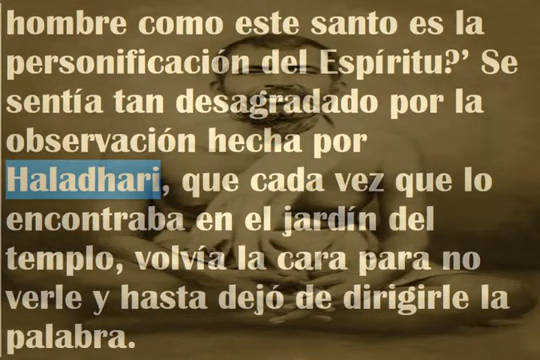 hombre como este santo es la
personificación del Espíritu?’ Se
sentía tan desagradado por la
observación hecha por
Haladhari, que cada vez que lo
encontraba en el jardín del
templo, volvía la cara para no
verle y hasta dejó de dirigirle la
palabra.